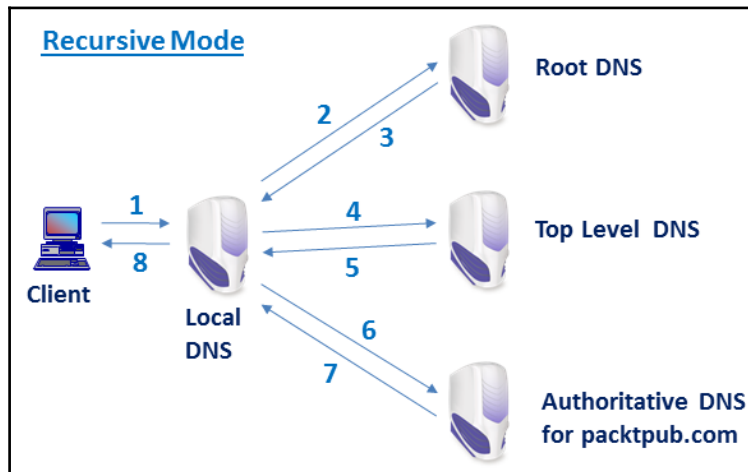 Recursive Mode
Root DNS
2
3
1
4
Top Level DNS
8
5
Client
Local
DNS
6
7
Authoritative DNS
for packtpub.com